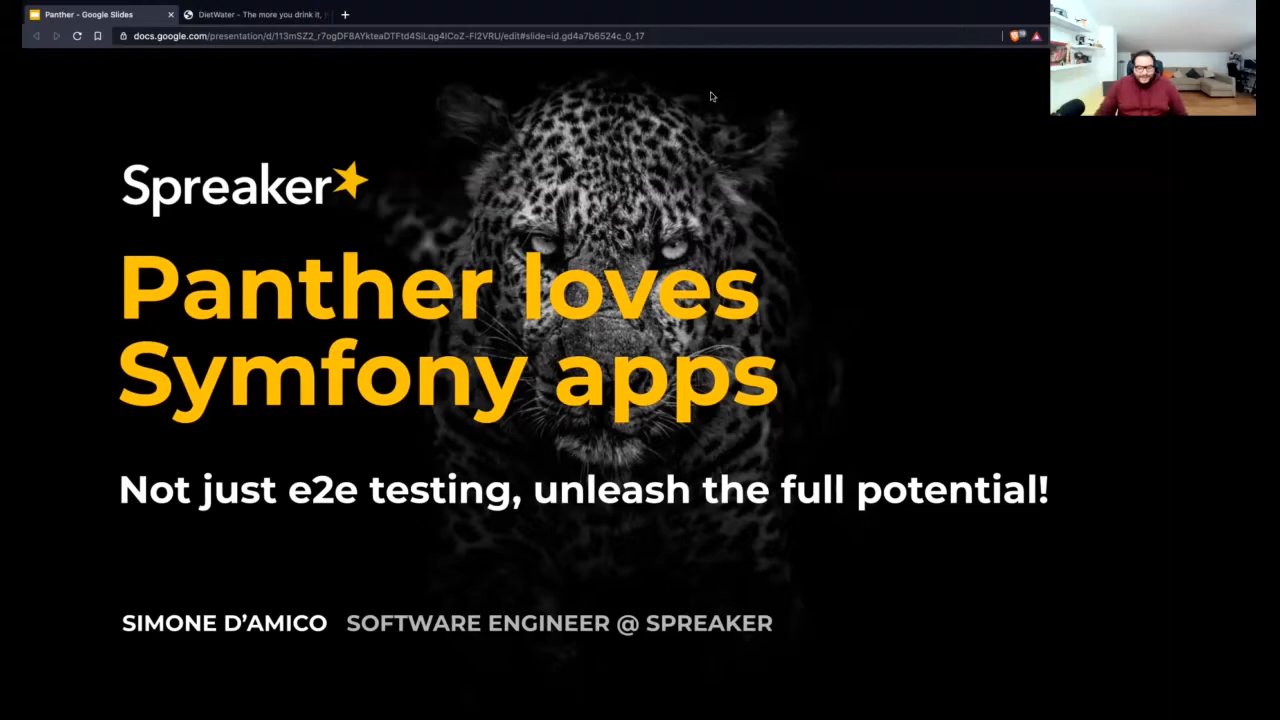 Panther - Google Slides
DietWater - The more you drink it, y
docs.google.com/presentation/d/113mSZ2_r7ogDF8AYkteaDTFtd4SiLqg4ICoZ-Fl2VRU/edit#slide=id.gd4a7b6524c_0_17
Spreaker
Panther loves
Symfony apps
Not just e2e testing, unleash the full potential!
SIMONE D'AMICO SOFTWARE ENGINEER @ SPREAKER